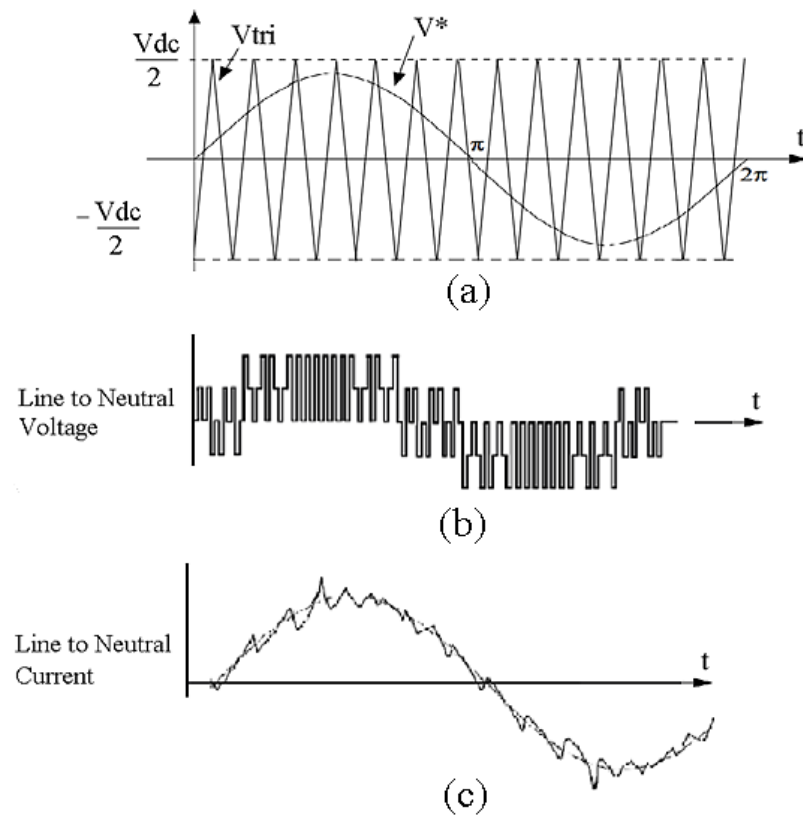 Vdc
2
Vtri
V*
π
t
2π
− Vdc
2
(a)
Line to Neutral
Voltage
t
(b)
Line to Neutral
Current
t
(c)